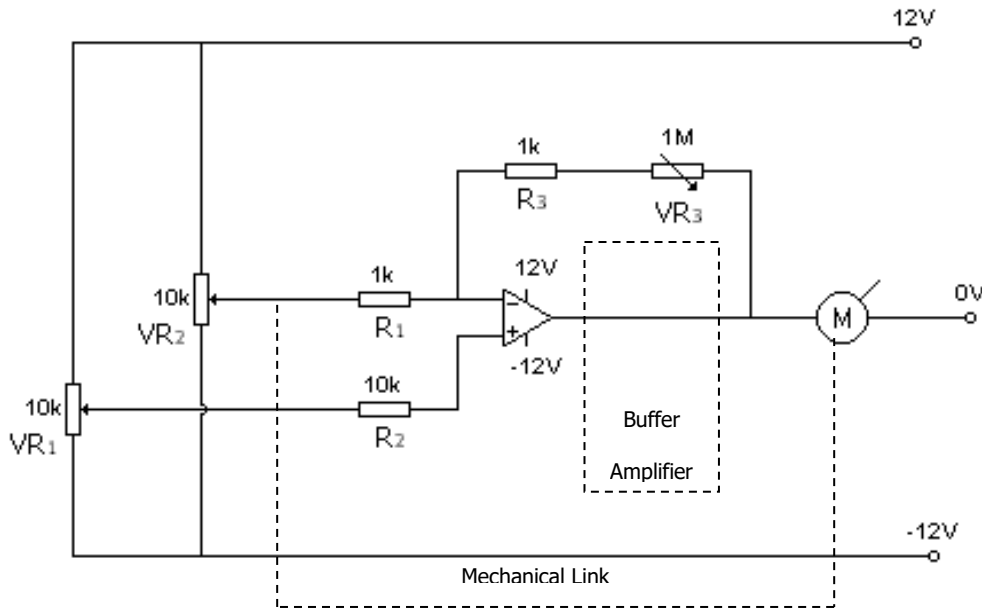 12V
1k
1M
R3
VR3
12V
10k
1k
0V
VR2
R1
M
-12V
10k
10k
R2
VR1
Buffer
Amplifier
-12V
Mechanical Link